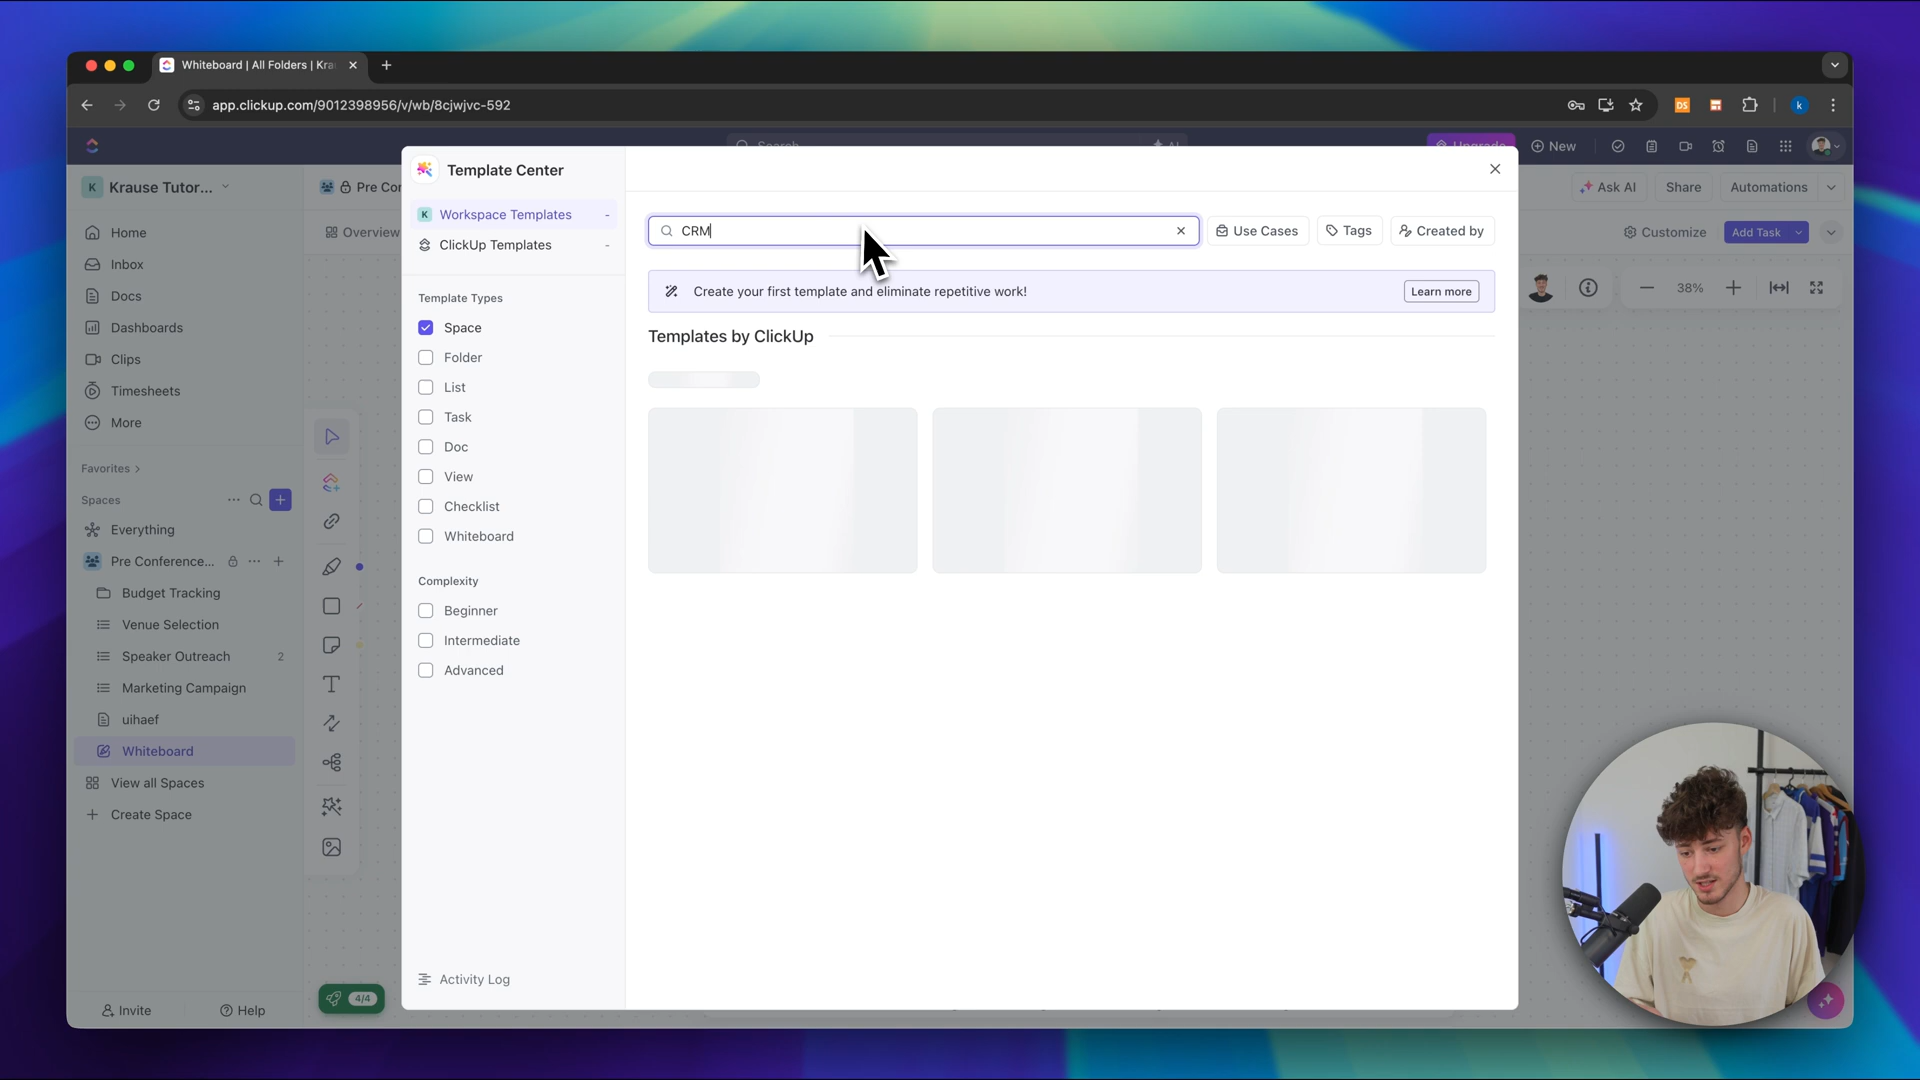 Whiteboard | All Folders | Kra
app.clickup.com/9012398956/v/wb/8cjwjvc-592
DS
k
Search
AI
Upgrade
New
K Krause Tutor...
Home
Inbox
Docs
Dashboards
Clips
Timesheets
More
Favorites
Spaces
Everything
Pre Conference...
Budget Tracking
Venue Selection
Speaker Outreach 2
Marketing Campaign
uihaef
Whiteboard
View all Spaces
Create Space
Invite
Help
Pre Con
Overview
4/4
Template Center
K Workspace Templates -
ClickUp Templates -
Template Types
Space
Folder
List
Task
Doc
View
Checklist
Whiteboard
Complexity
Beginner
Intermediate
Advanced
Activity Log
CRM
Use Cases
Tags
Created by
Create your first template and eliminate repetitive work!
Learn more
Templates by ClickUp
Ask AI
Share
Automations
Customize
Add Task
38%